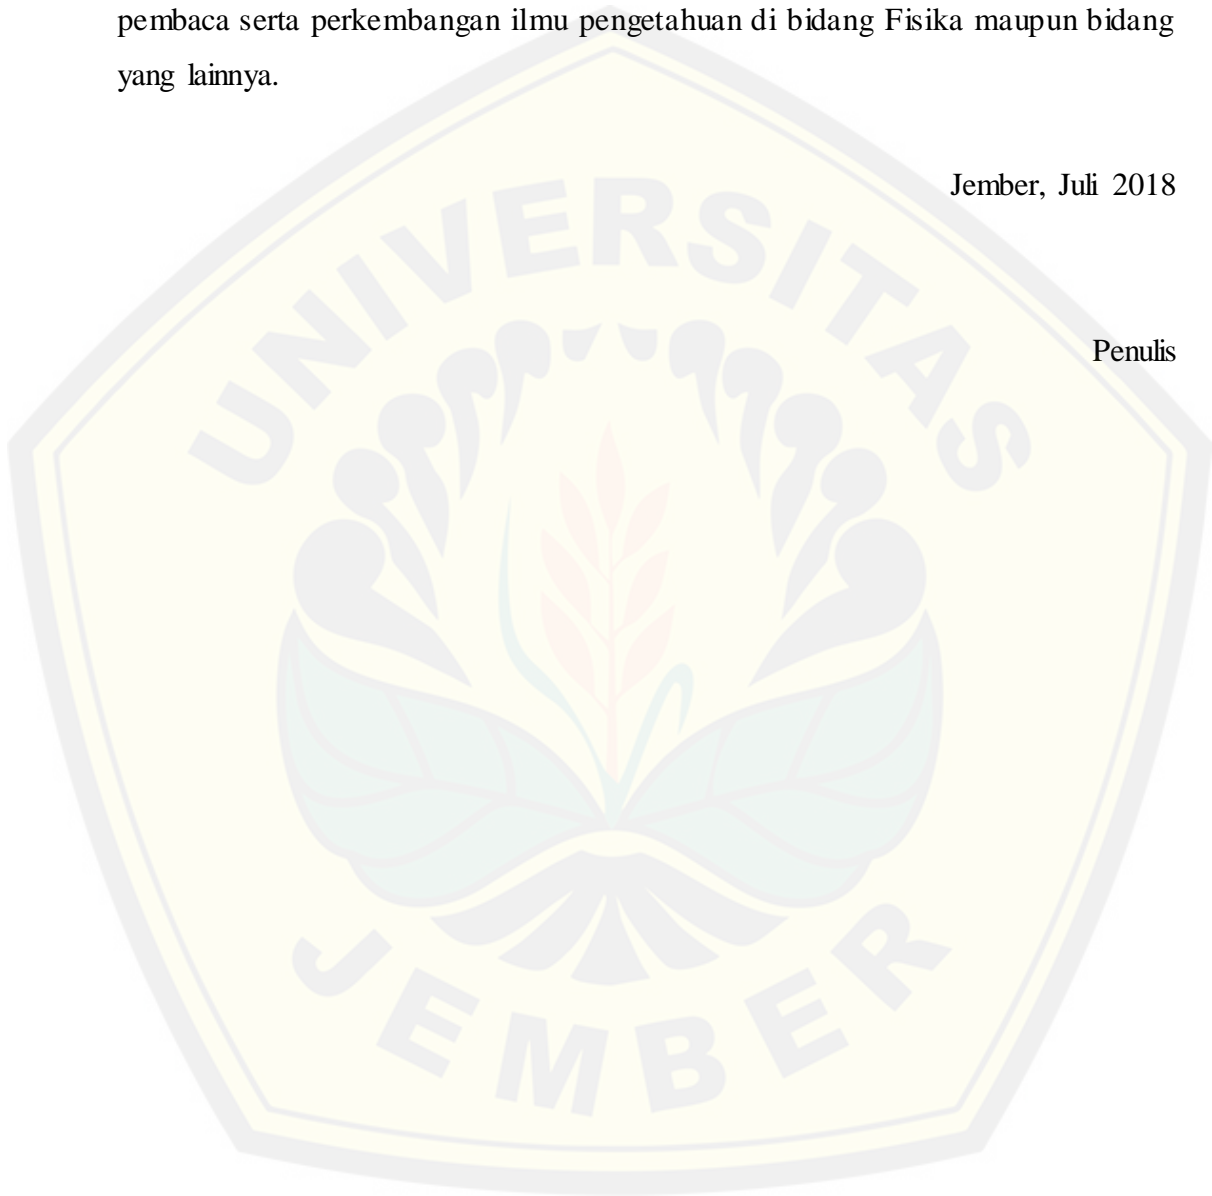 pembaca serta perkembangan ilmu pengetahuan di bidang Fisika maupun bidang
yang lainnya.
Jember, Juli 2018
Penulis
UNIVERSITAS
JEMBER